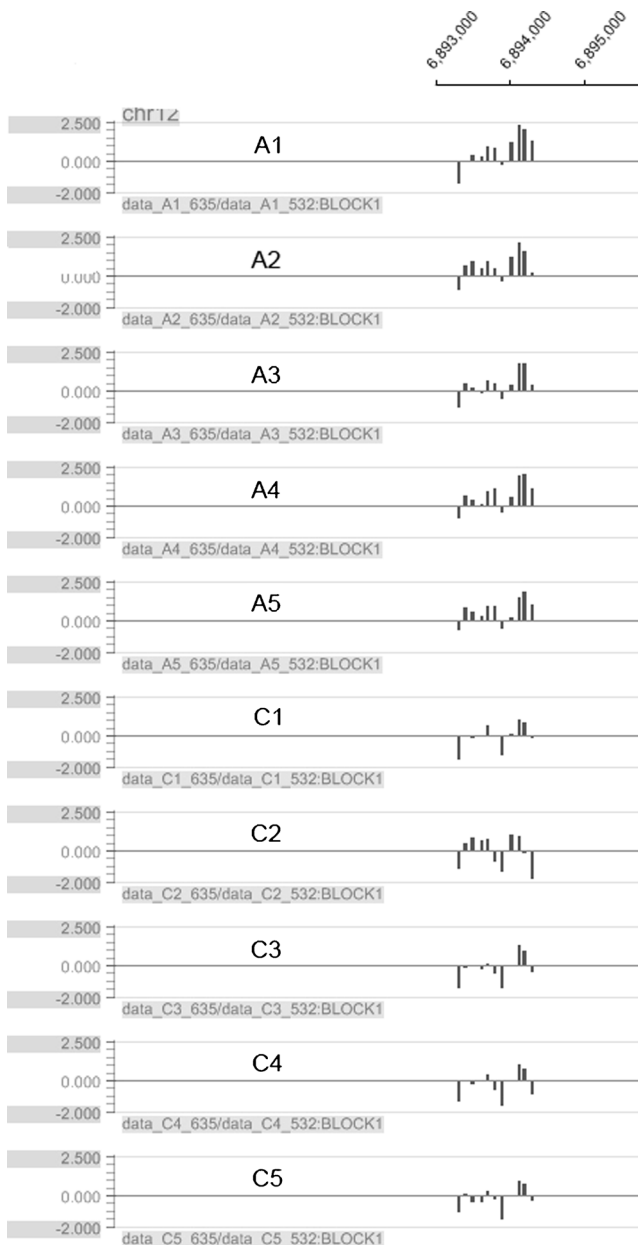 6,893,000 6,894,000 6,895,000
chr12
2.500
A1
0.000
-2.000
data_A1_635/data_A1_532:BLOCK1
2.500
A2
0.000
-2.000
data_A2_635/data_A2_532:BLOCK1
2.500
A3
0.000
-2.000
data_A3_635/data_A3_532:BLOCK1
2.500
A4
0.000
-2.000
data_A4_635/data_A4_532:BLOCK1
2.500
A5
0.000
-2.000
data_A5_635/data_A5_532:BLOCK1
2.500
C1
0.000
-2.000
data_C1_635/data_C1_532:BLOCK1
2.500
C2
0.000
-2.000
data_C2_635/data_C2_532:BLOCK1
2.500
C3
0.000
-2.000
data_C3_635/data_C3_532:BLOCK1
2.500
C4
0.000
-2.000
data_C4_635/data_C4_532:BLOCK1
2.500
C5
0.000
-2.000
data_C5_635/data_C5_532:BLOCK1